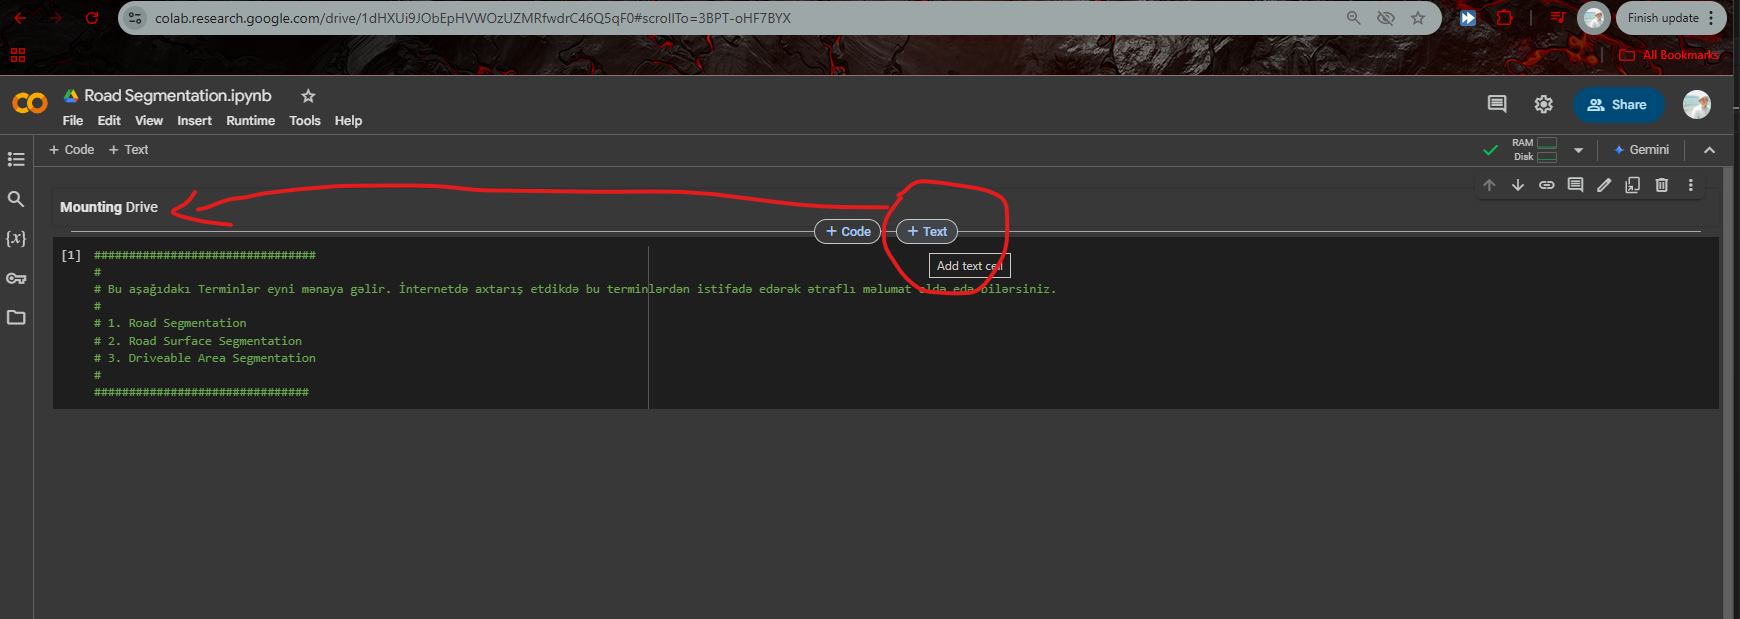 colab.research.google.com/drive/1dHXUi9JObEpHVWOzUZMRfwdrC46Q5qF0#scrollTo=3BPT-oHF7BYX
Finish update
All Bookmarks
Road Segmentation.ipynb
File Edit View Insert Runtime Tools Help
Share
+ Code + Text
RAM
Disk
Gemini
Mounting Drive
+ Code + Text
Add text cell
[1] ################################
#
# Bu aşağıdakı Terminlər eyni mənaya gəlir. İnternetdə axtarış etdikdə bu terminlərdən istifadə edərək ətraflı məlumat əldə edə bilərsiniz.
#
# 1. Road Segmentation
# 2. Road Surface Segmentation
# 3. Driveable Area Segmentation
#
###############################